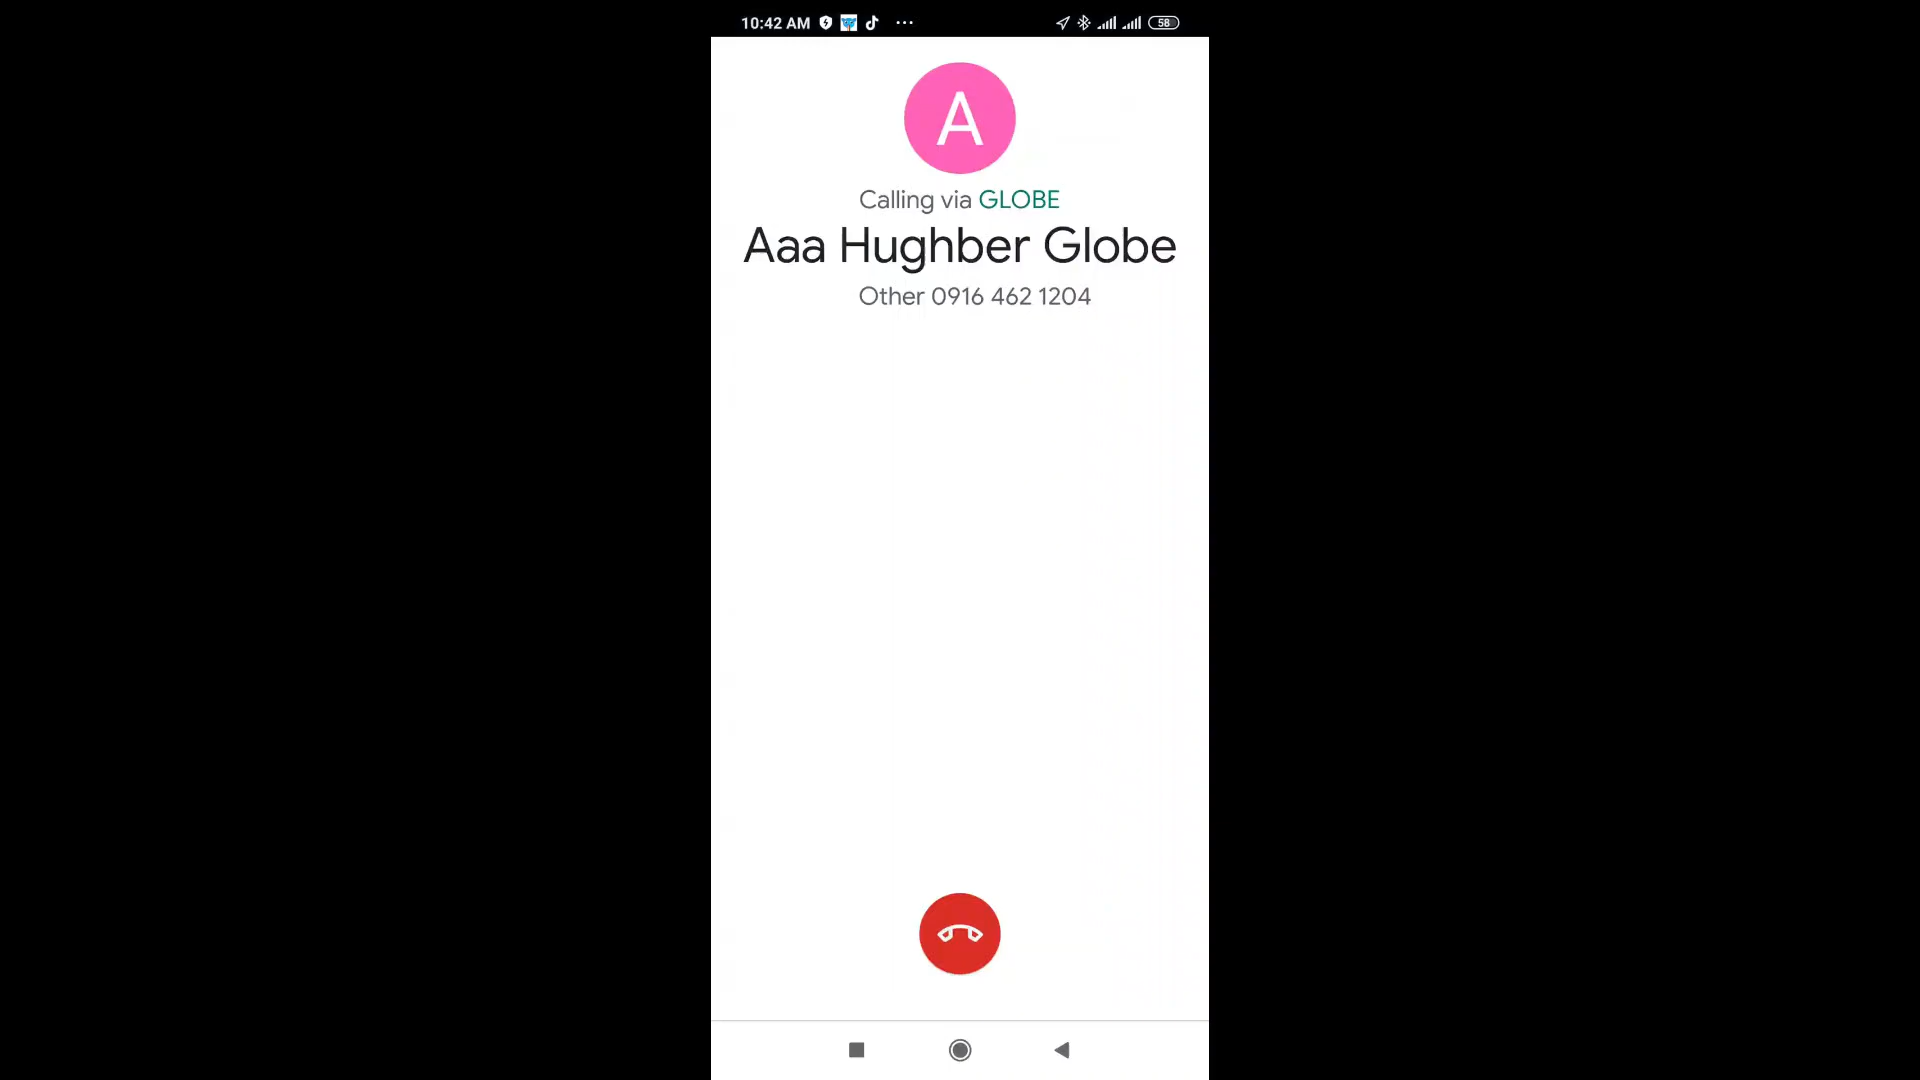 10:42 AM
58
A
Calling via GLOBE
Aaa Hughber Globe
Other 0916 462 1204